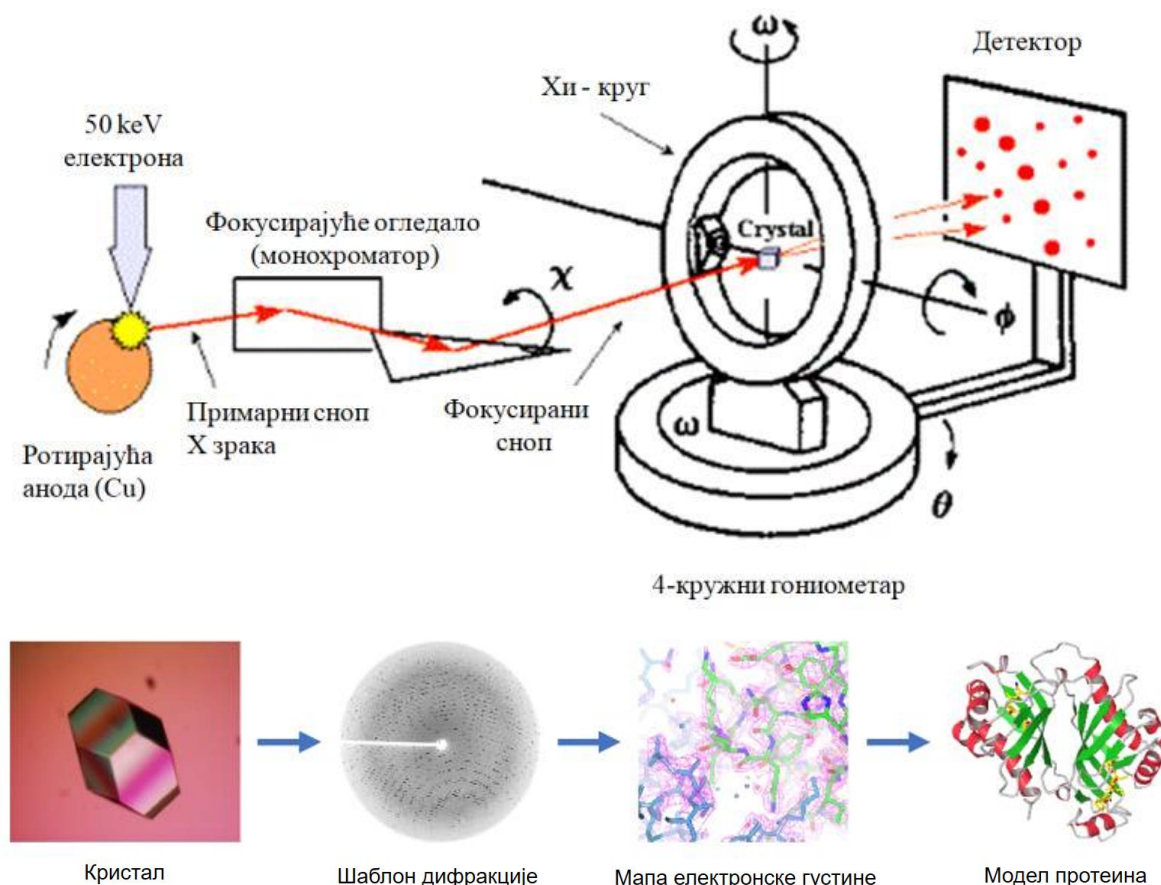 ω
Детектор
Хи - круг
50 keV
електрона
Фокусирајуће огледало
(монохроматор)
Crystal
χ
ϕ
Примарни сноп
X зрака
Фокусирани
сноп
ω
Ротирајућа
анода (Cu)
θ
4-кружни гониометар
Кристал
Шаблон дифракције
Мапа електронске густине
Модел протеина